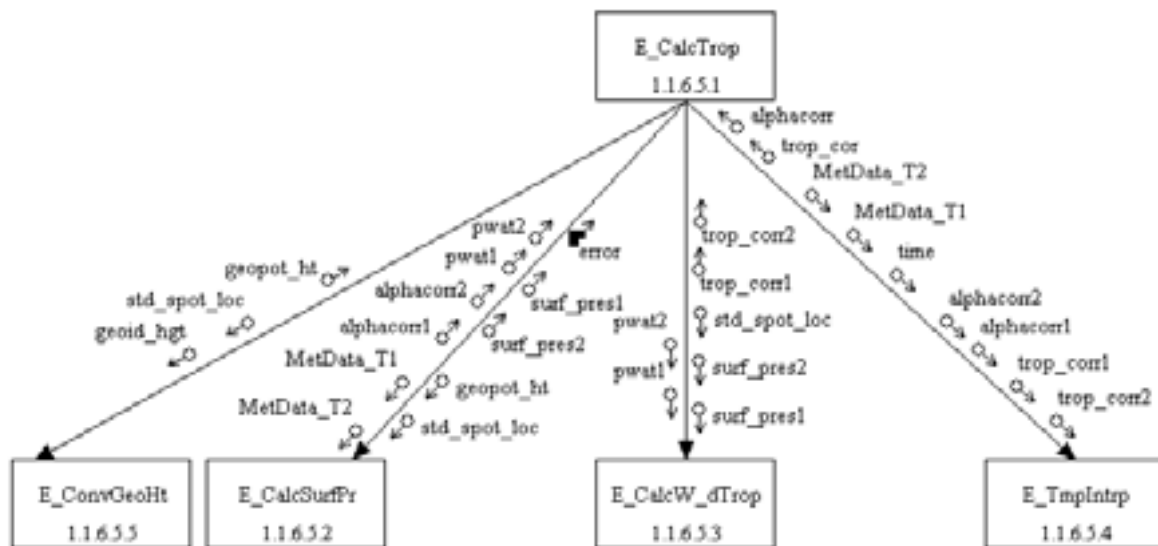 E_CalcTrop
1.1.6.5.1
alphacorr
trop_cor
MetData_T2
MetData_T1
time
alphacorr2
alphacorr1
trop_corr1
trop_corr2
pwat2
pwat1
error
alphacorr2
surf_pres1
alphacorr1
surf_pres2
MetData_T1
geopot_ht
MetData_T2
std_spot_loc
geopot_ht
std_spot_loc
geoid_hgt
trop_corr2
trop_corr1
std_spot_loc
pwat2
surf_pres2
pwat1
surf_pres1
E_ConvGeoHt
1.1.6.5.5
E_CalcSurfPr
1.1.6.5.2
E_CalcW_dTrop
1.1.6.5.3
E_TmpIntrp
1.1.6.5.4